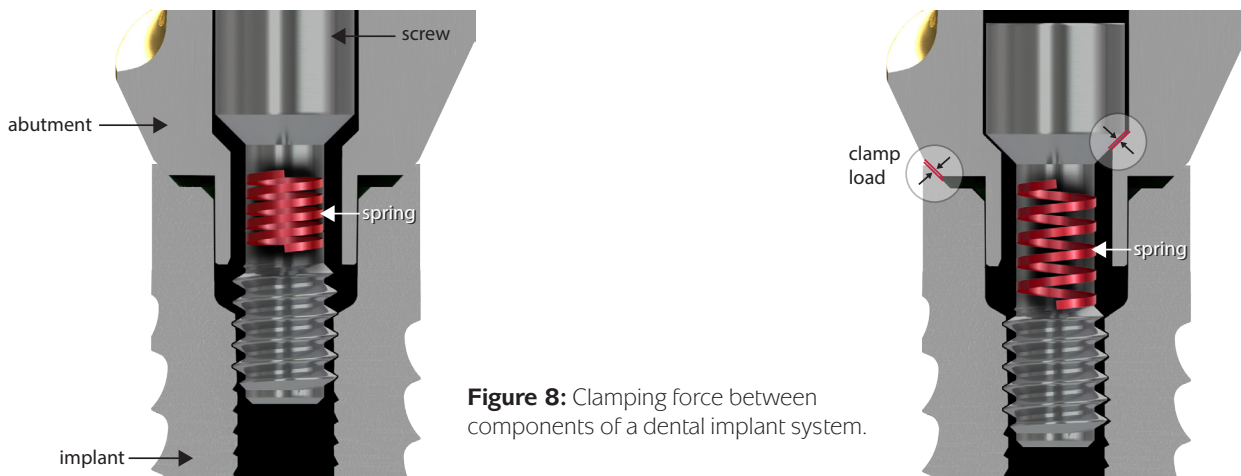 screw
abutment
spring
implant
clamp
load
spring
Figure 8: Clamping force between
components of a dental implant system.